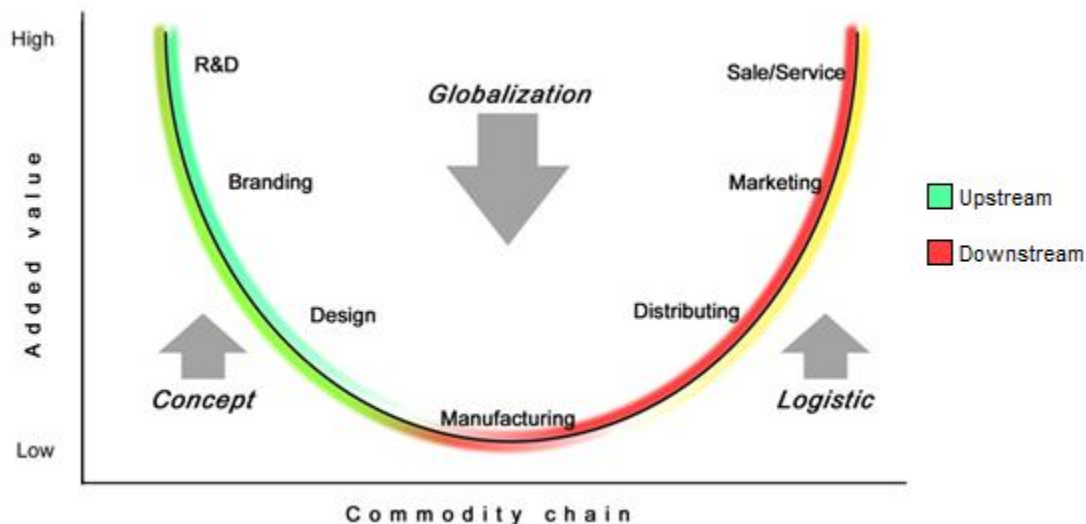 High
R&D
Sale/Service
Globalization
Branding
Marketing
Upstream
Downstream
Added value
Design
Distributing
Concept
Logistic
Manufacturing
Low
Commodity chain